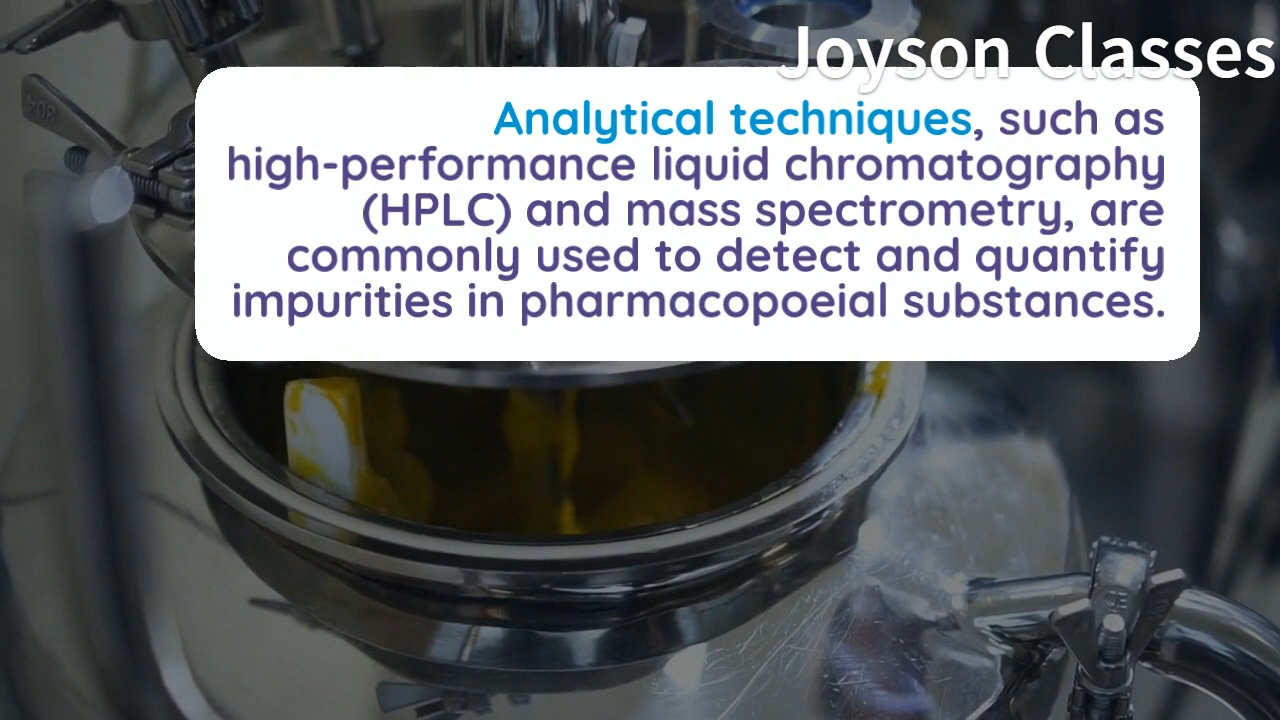 Joyson Classes
Analytical techniques, such as
high-performance liquid chromatography
(HPLC) and mass spectrometry, are
commonly used to detect and quantify
impurities in pharmacopoeial substances.